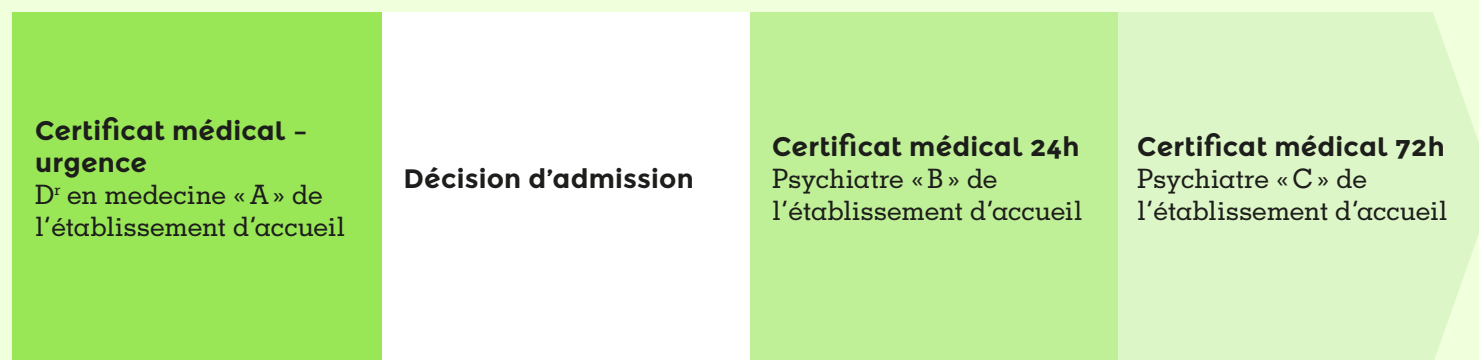 Certificat médical –
urgence
Dʳ en medecine « A » de
l’établissement d’accueil
Décision d’admission
Certificat médical 24h
Psychiatre « B » de
l’établissement d’accueil
Certificat médical 72h
Psychiatre « C » de
l’établissement d’accueil